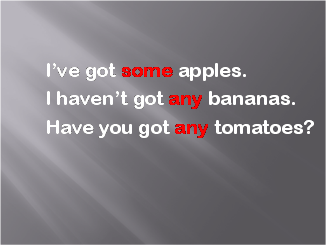 I've got some apples.
I haven't got any bananas.
Have you got any tomatoes?